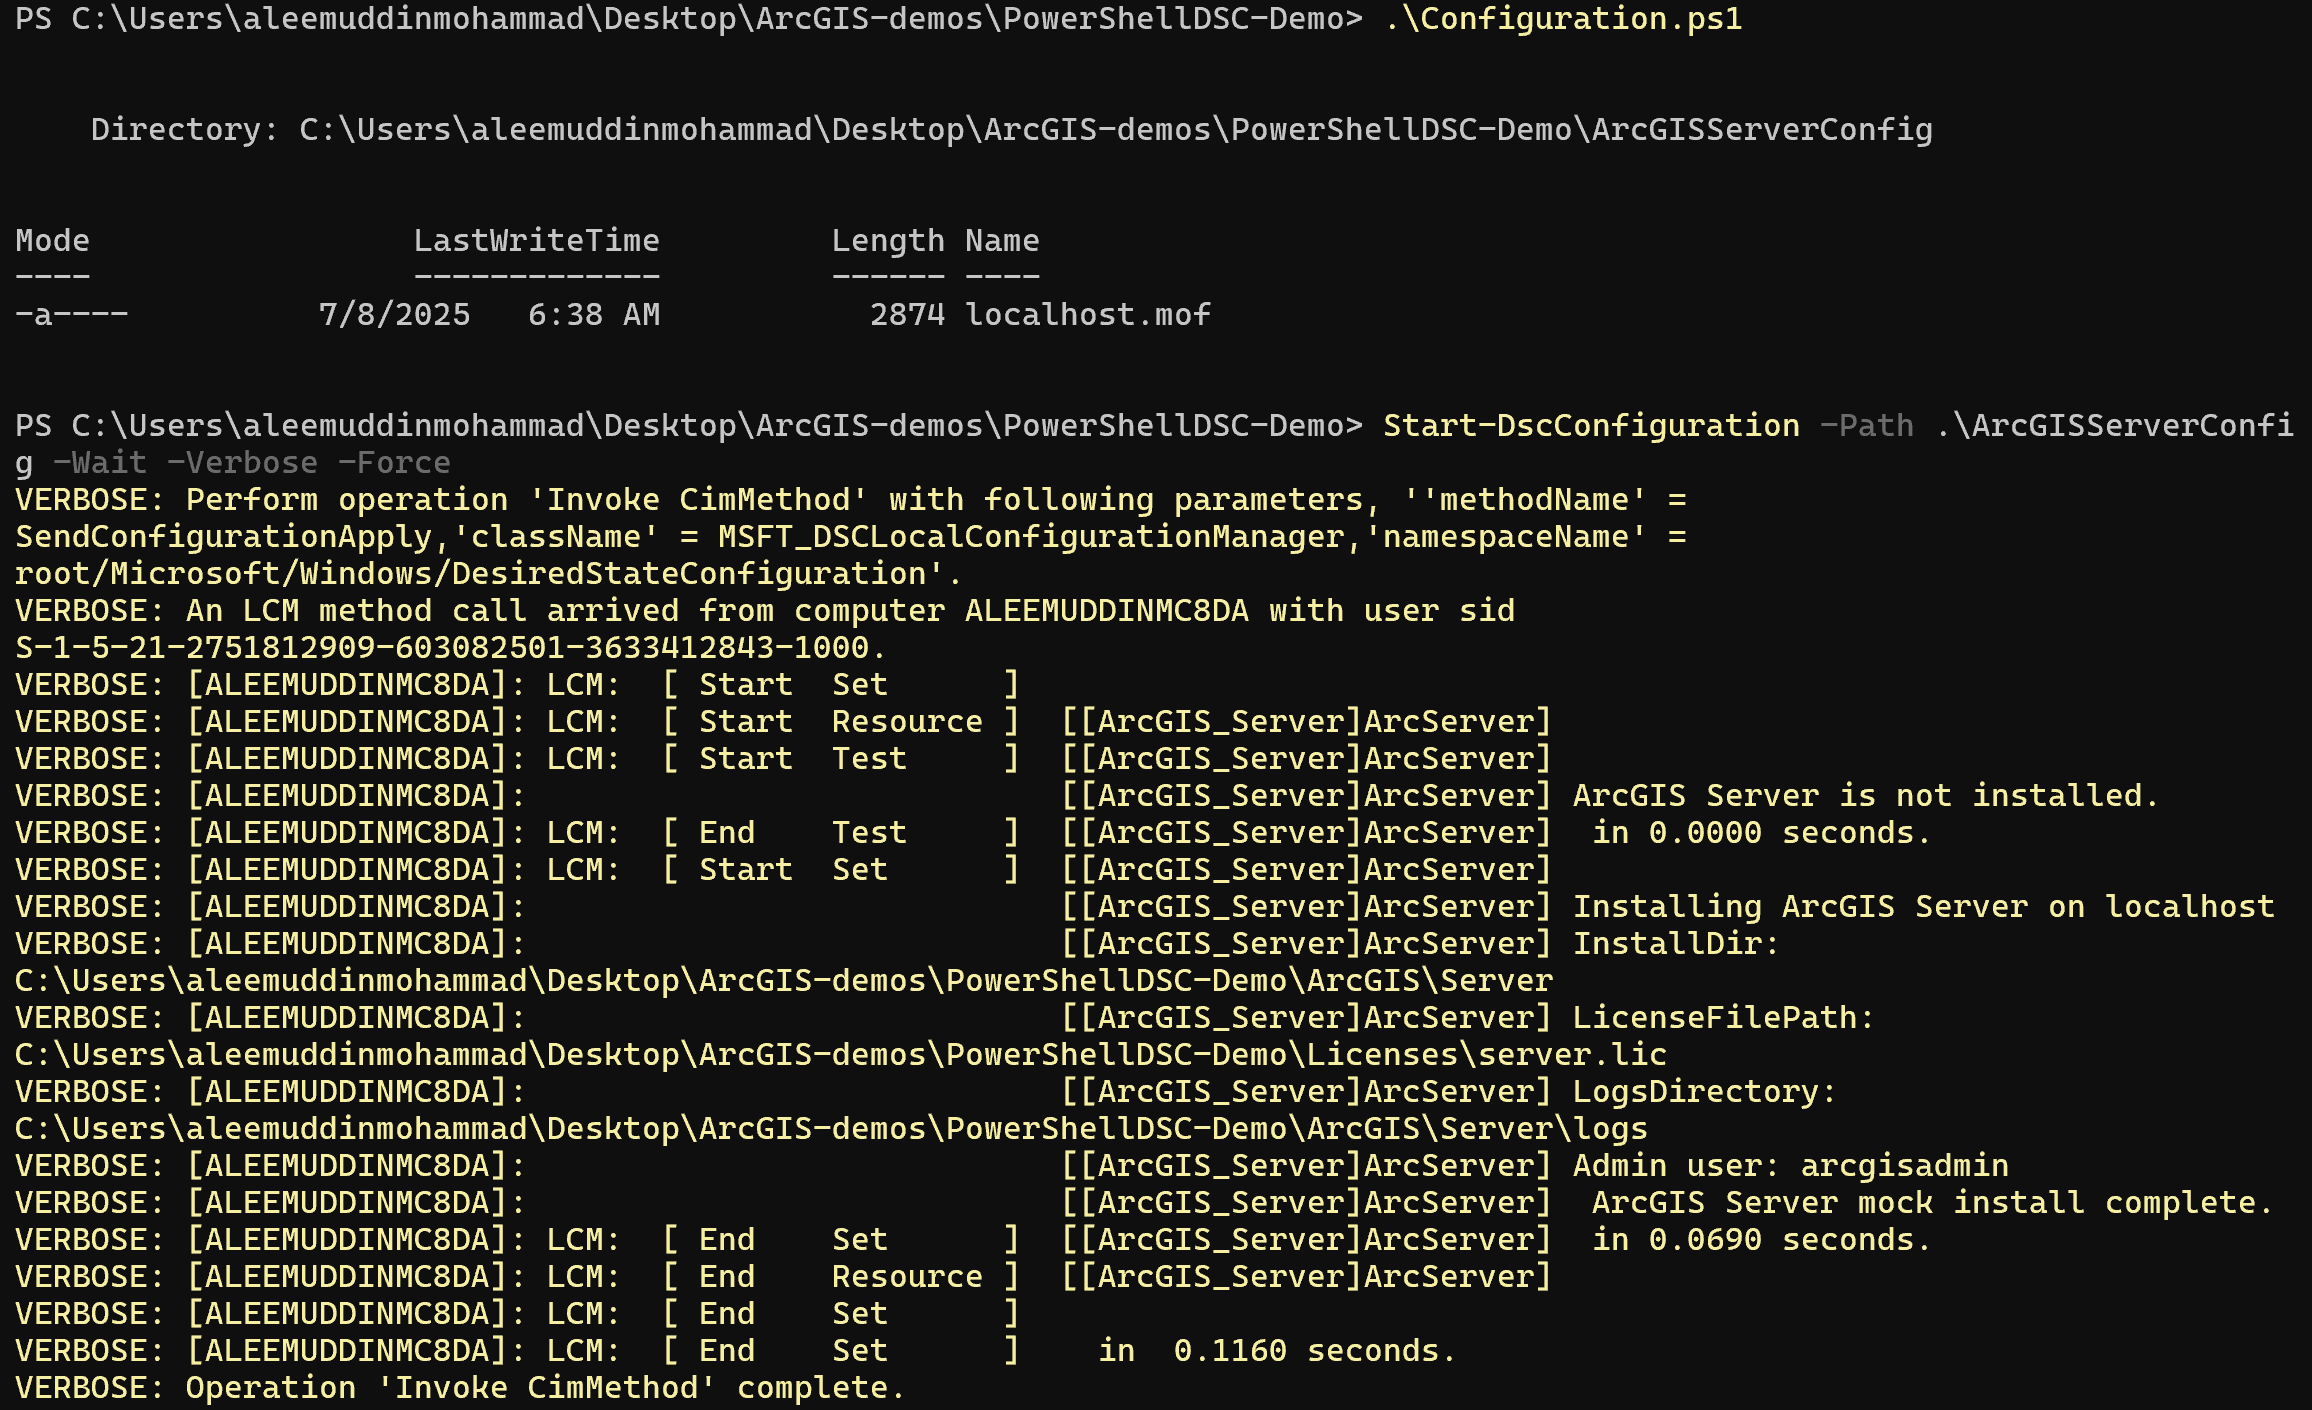 PS C:\Users\aleemuddinmohammad\Desktop\ArcGIS-demos\PowerShellDSC-Demo> .\Configuration.ps1
    Directory: C:\Users\aleemuddinmohammad\Desktop\ArcGIS-demos\PowerShellDSC-Demo\ArcGISServerConfig
Mode                 LastWriteTime         Length Name
----                 -------------         ------ ----
-a----          7/8/2025   6:38 AM           2874 localhost.mof
PS C:\Users\aleemuddinmohammad\Desktop\ArcGIS-demos\PowerShellDSC-Demo> Start-DscConfiguration -Path .\ArcGISServerConfi
g -Wait -Verbose -Force
VERBOSE: Perform operation 'Invoke CimMethod' with following parameters, ''methodName' =
SendConfigurationApply,'className' = MSFT_DSCLocalConfigurationManager,'namespaceName' =
root/Microsoft/Windows/DesiredStateConfiguration'.
VERBOSE: An LCM method call arrived from computer ALEEMUDDINMC8DA with user sid
S-1-5-21-2751812909-603082501-3633412843-1000.
VERBOSE: [ALEEMUDDINMC8DA]: LCM:  [ Start  Set      ]
VERBOSE: [ALEEMUDDINMC8DA]: LCM:  [ Start  Resource ]  [[ArcGIS_Server]ArcServer]
VERBOSE: [ALEEMUDDINMC8DA]: LCM:  [ Start  Test     ]  [[ArcGIS_Server]ArcServer]
VERBOSE: [ALEEMUDDINMC8DA]:                            [[ArcGIS_Server]ArcServer] ArcGIS Server is not installed.
VERBOSE: [ALEEMUDDINMC8DA]: LCM:  [ End    Test     ]  [[ArcGIS_Server]ArcServer]  in 0.0000 seconds.
VERBOSE: [ALEEMUDDINMC8DA]: LCM:  [ Start  Set      ]  [[ArcGIS_Server]ArcServer]
VERBOSE: [ALEEMUDDINMC8DA]:                            [[ArcGIS_Server]ArcServer] Installing ArcGIS Server on localhost
VERBOSE: [ALEEMUDDINMC8DA]:                            [[ArcGIS_Server]ArcServer] InstallDir:
C:\Users\aleemuddinmohammad\Desktop\ArcGIS-demos\PowerShellDSC-Demo\ArcGIS\Server
VERBOSE: [ALEEMUDDINMC8DA]:                            [[ArcGIS_Server]ArcServer] LicenseFilePath:
C:\Users\aleemuddinmohammad\Desktop\ArcGIS-demos\PowerShellDSC-Demo\Licenses\server.lic
VERBOSE: [ALEEMUDDINMC8DA]:                            [[ArcGIS_Server]ArcServer] LogsDirectory:
C:\Users\aleemuddinmohammad\Desktop\ArcGIS-demos\PowerShellDSC-Demo\ArcGIS\Server\logs
VERBOSE: [ALEEMUDDINMC8DA]:                            [[ArcGIS_Server]ArcServer] Admin user: arcgisadmin
VERBOSE: [ALEEMUDDINMC8DA]:                            [[ArcGIS_Server]ArcServer]  ArcGIS Server mock install complete.
VERBOSE: [ALEEMUDDINMC8DA]: LCM:  [ End    Set      ]  [[ArcGIS_Server]ArcServer]  in 0.0690 seconds.
VERBOSE: [ALEEMUDDINMC8DA]: LCM:  [ End    Resource ]  [[ArcGIS_Server]ArcServer]
VERBOSE: [ALEEMUDDINMC8DA]: LCM:  [ End    Set      ]
VERBOSE: [ALEEMUDDINMC8DA]: LCM:  [ End    Set      ]    in  0.1160 seconds.
VERBOSE: Operation 'Invoke CimMethod' complete.